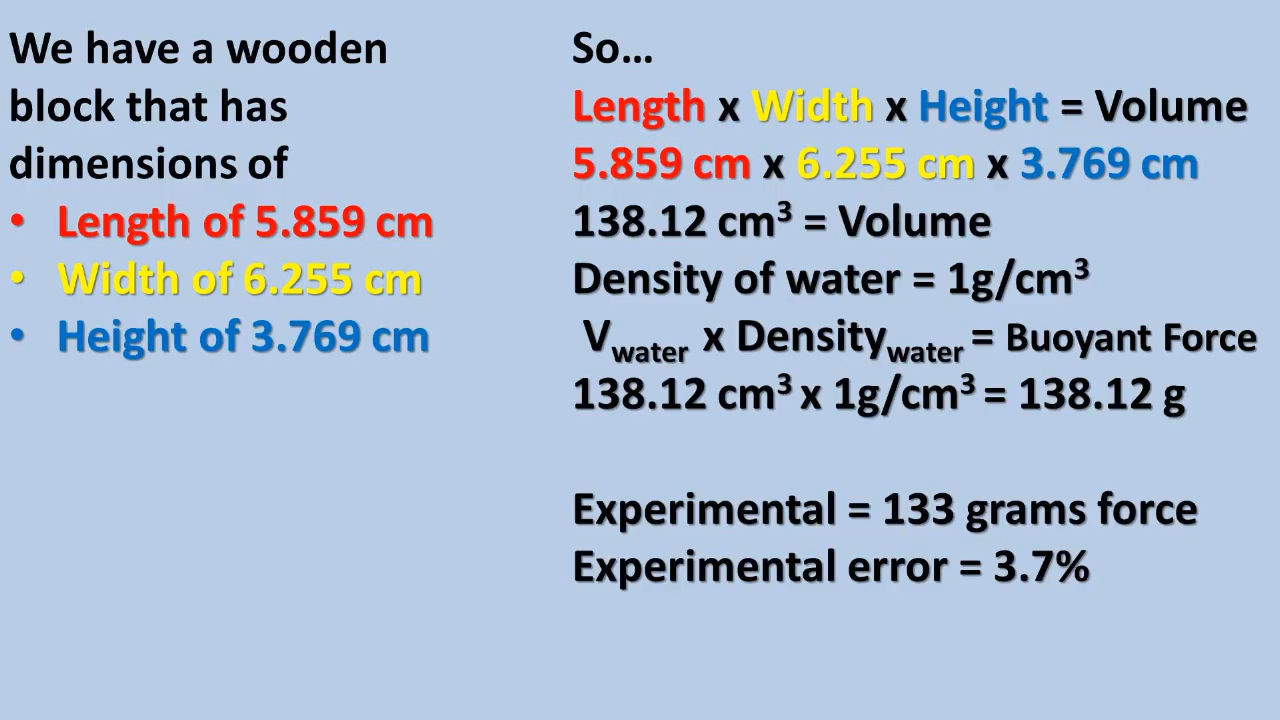 We have a wooden
block that has
dimensions of
• Length of 5.859 cm
• Width of 6.255 cm
• Height of 3.769 cm
So…
Length x Width x Height = Volume
5.859 cm x 6.255 cm x 3.769 cm
138.12 cm³ = Volume
Density of water = 1g/cm³
Vwater x Densitywater = Buoyant Force
138.12 cm³ x 1g/cm³ = 138.12 g
Experimental = 133 grams force
Experimental error = 3.7%